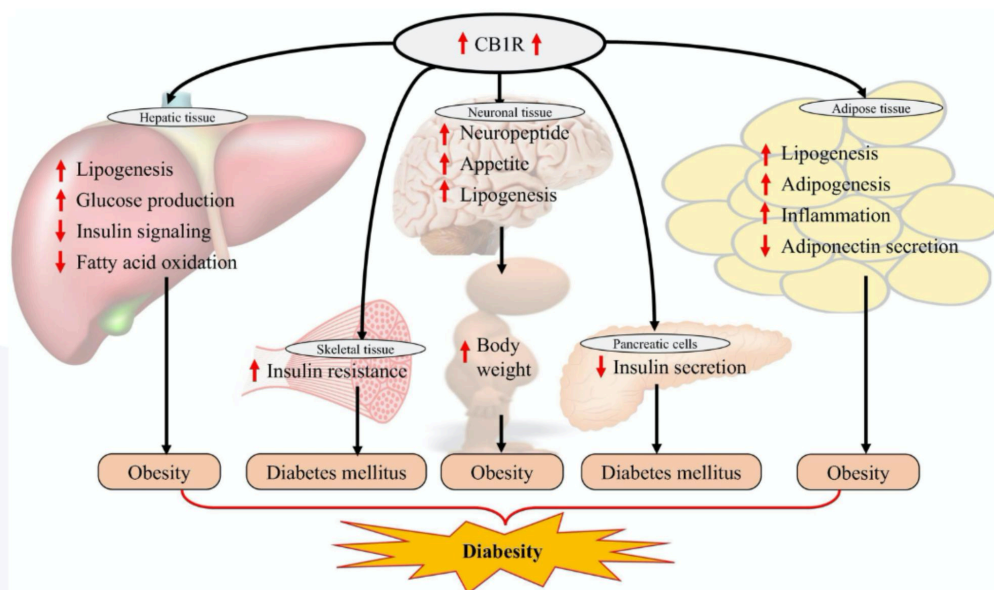 CB1R
Hepatic tissue
Lipogenesis
Glucose production
Insulin signaling
Fatty acid oxidation
Neuronal tissue
Neuropeptide
Appetite
Lipogenesis
Adipose tissue
Lipogenesis
Adipogenesis
Inflammation
Adiponectin secretion
Skeletal tissue
Insulin resistance
Body
weight
Pancreatic cells
Insulin secretion
Obesity
Diabetes mellitus
Obesity
Diabetes mellitus
Obesity
Diabesity